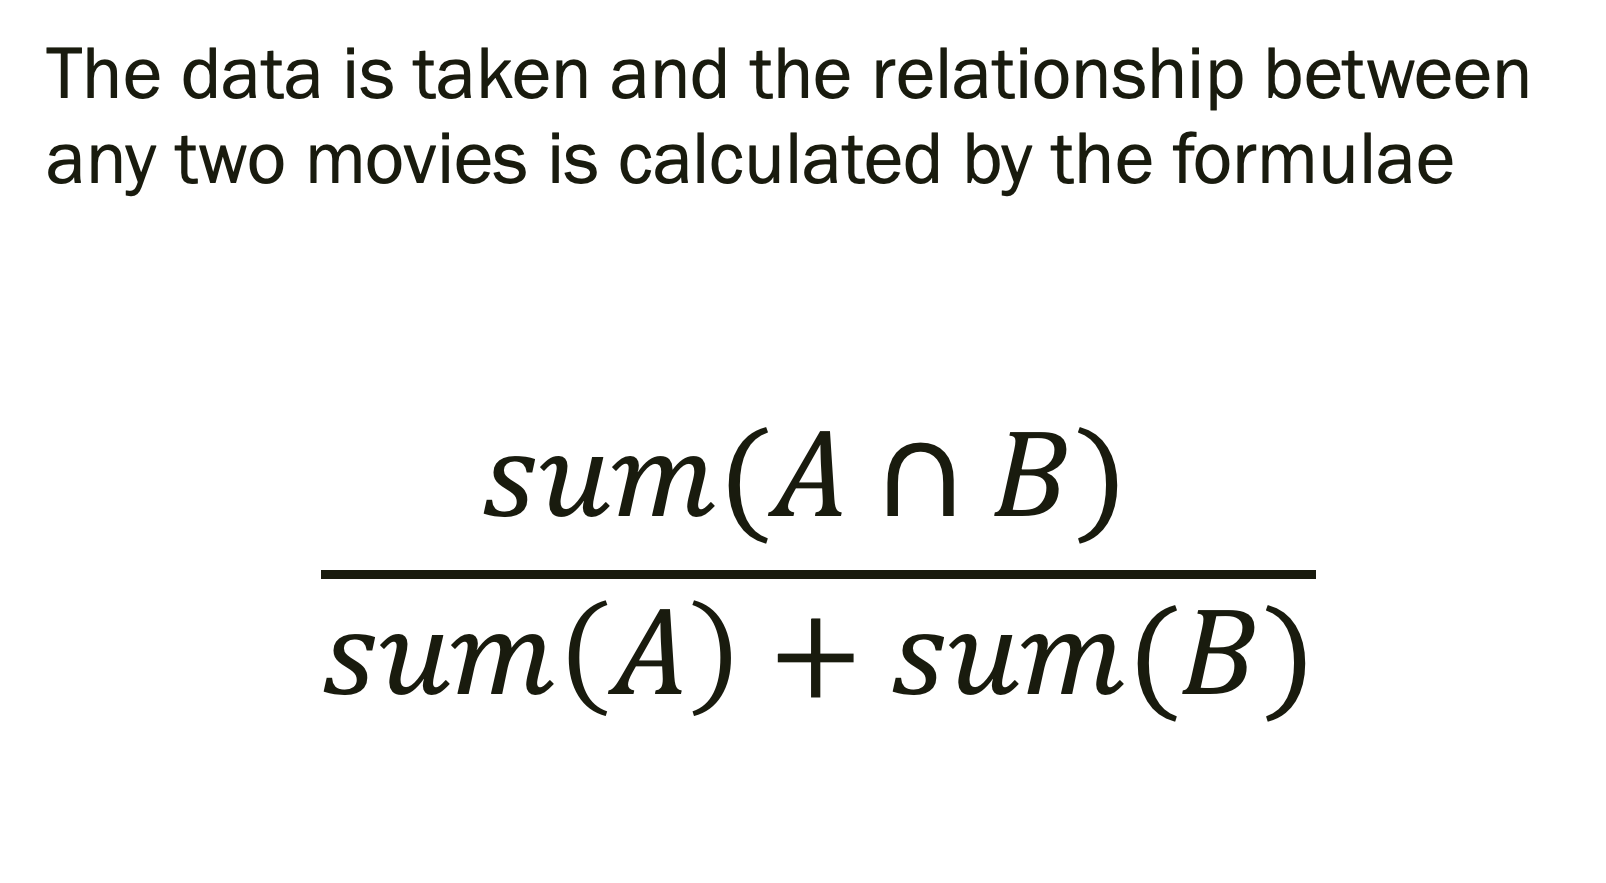 The data is taken and the relationship between
any two movies is calculated by the formulae
sum(A ∩ B)
sum(A) + sum(B)